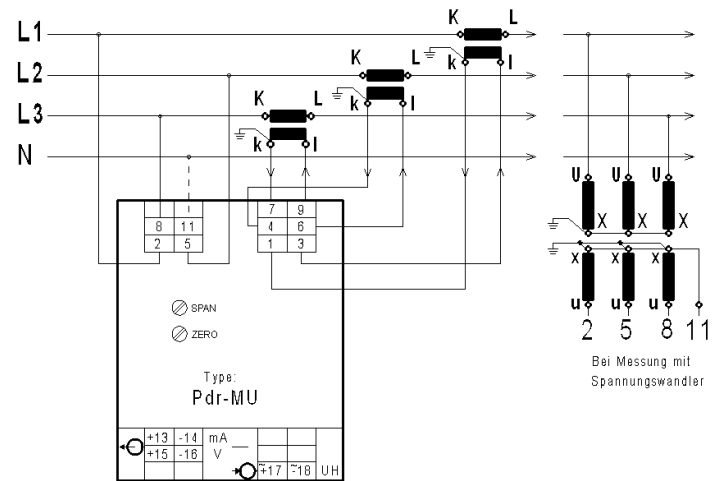 K L
L1
k l
K L
L2
k l
K L
L3
k l
N
U U U
X X X
x x x
u u u
2 5 8 11
Bei Messung mit
Spannungswandler
7 9
8 11 4 6
2 5 1 3
SPAN
ZERO
Type:
Pdr-MU
+13 -14 mA
+15 -16 V
~+17 ~-18 UH